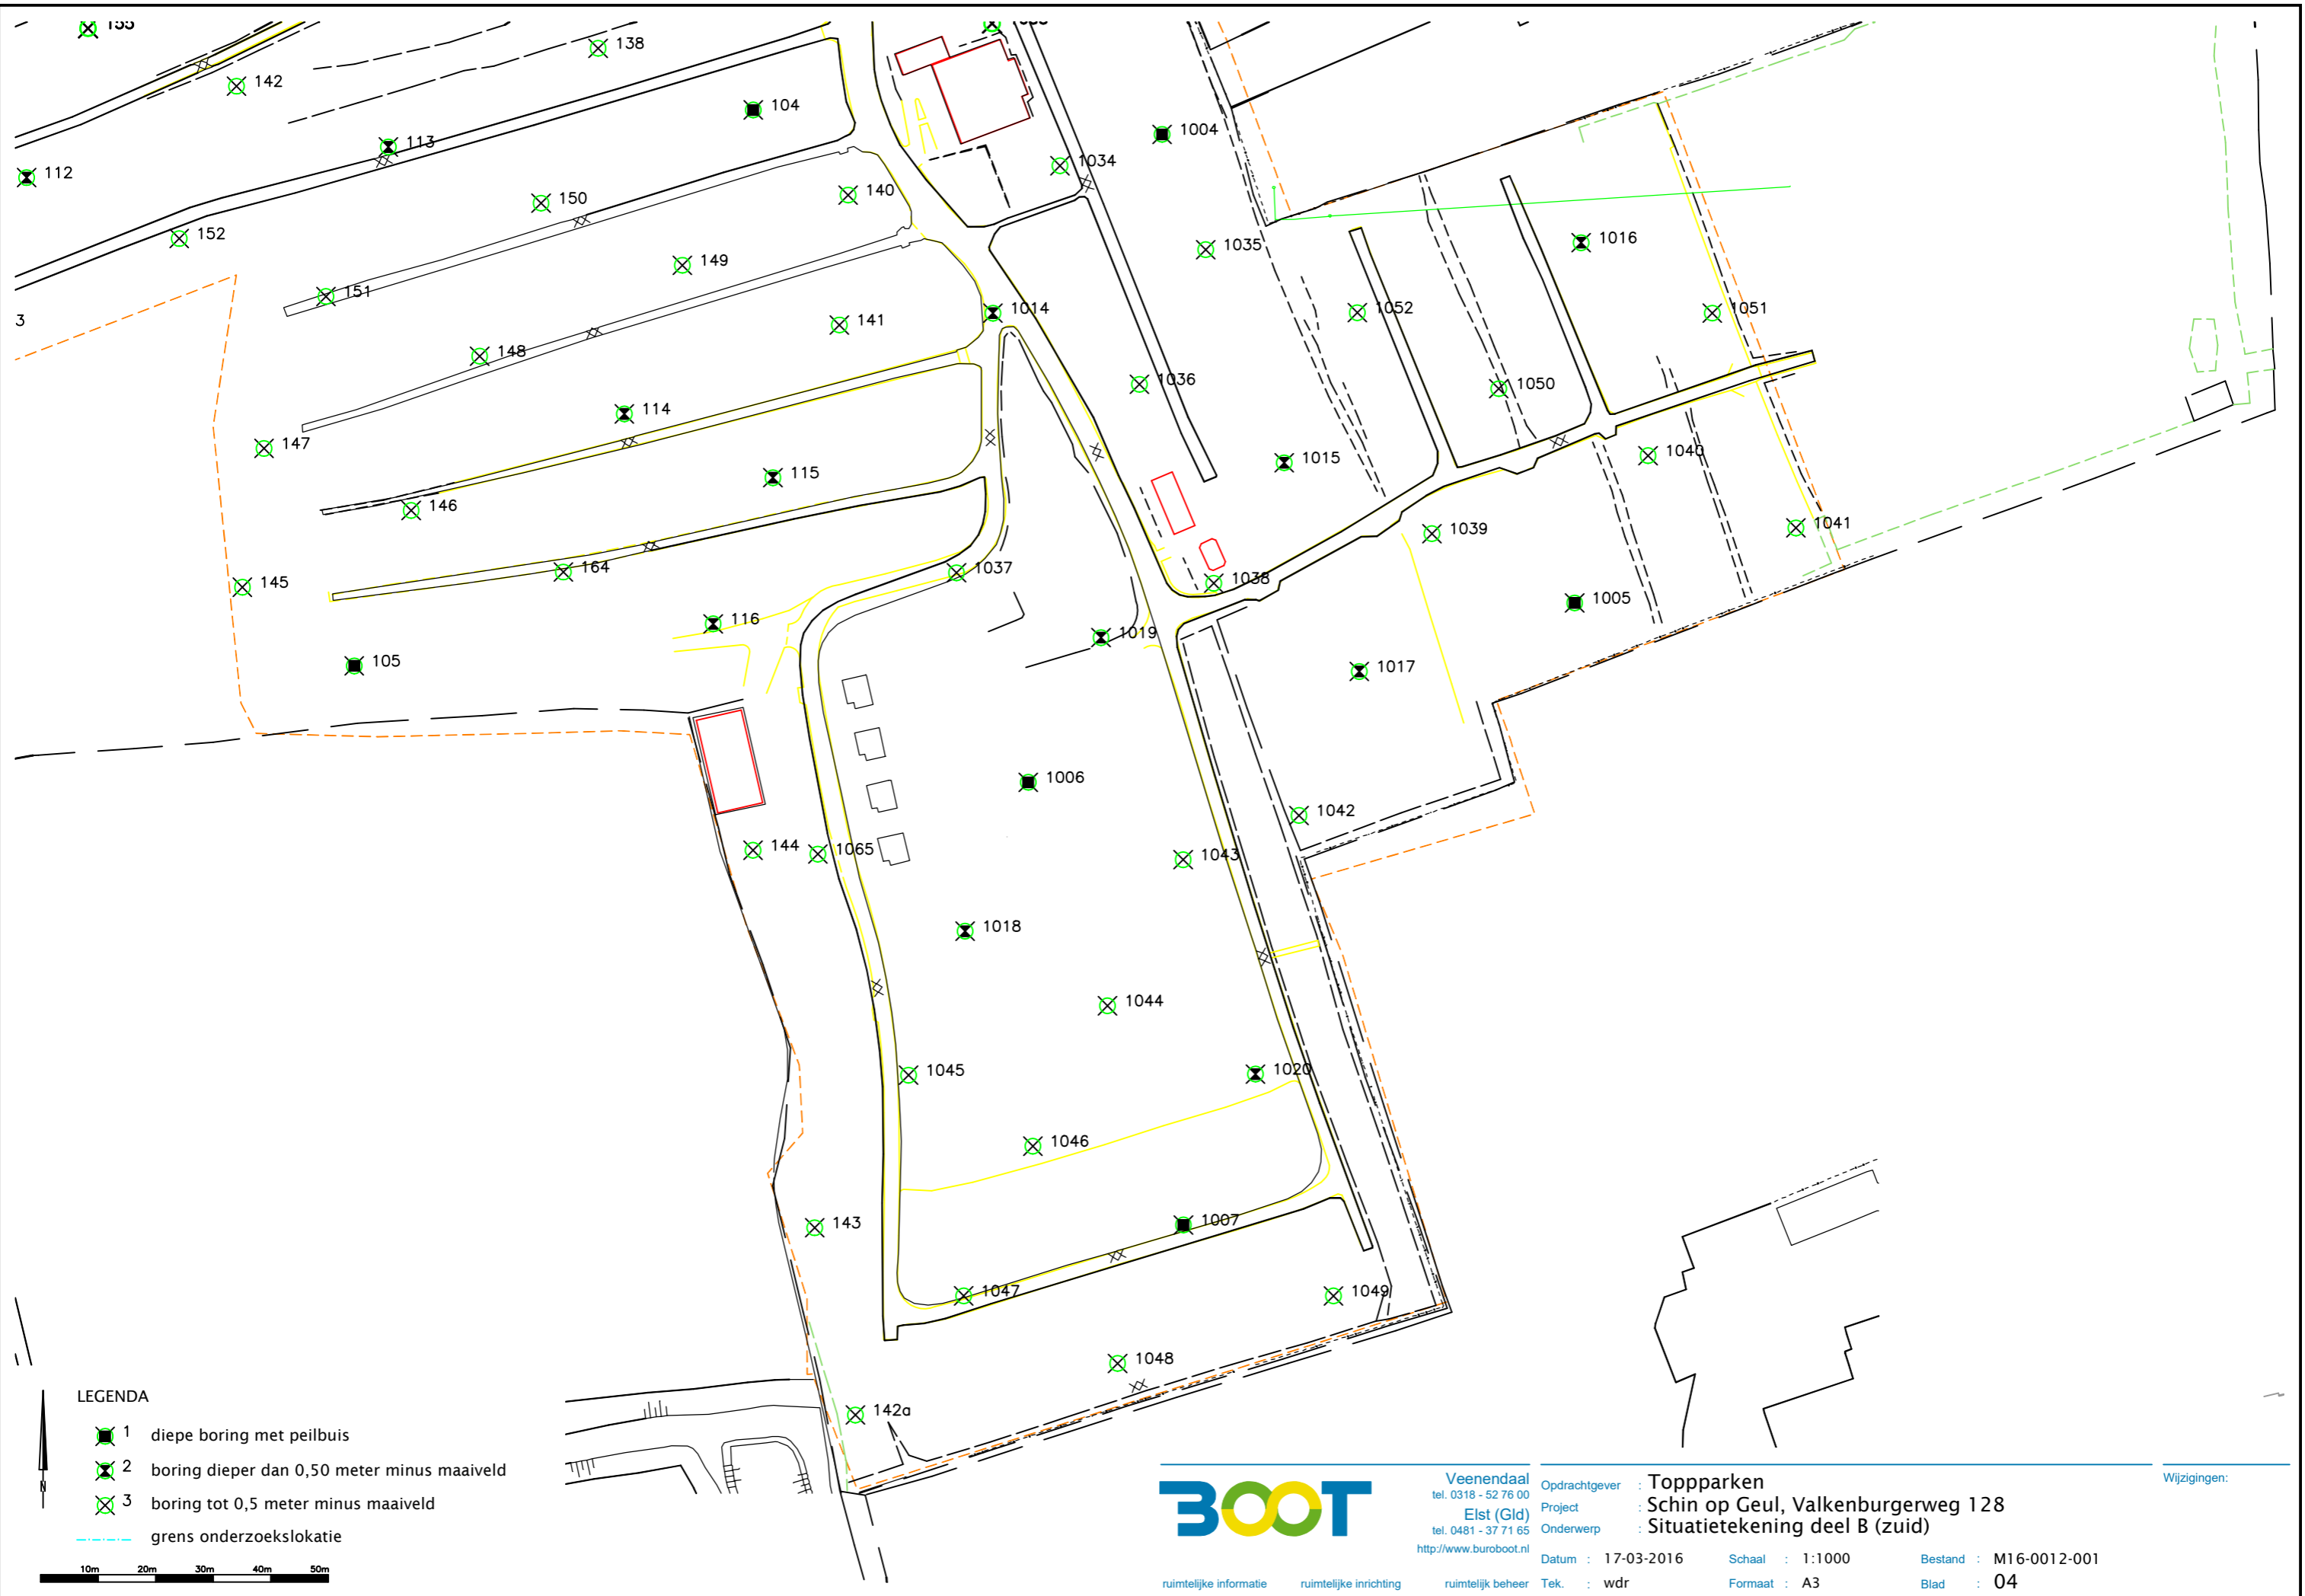 155
138
142
104
113
1004
112
1034
150
140
152
1035
1016
149
151
1014
1052
1051
3
141
148
1036
1050
114
147
1040
115
1015
146
1041
1039
164
1037
145
1038
1005
116
1019
105
1017
1006
1042
144
1065
1043
1018
1044
1045
1020
1046
143
1007
1047
1049
1048
142a
LEGENDA
1 diepe boring met peilbuis
2 boring dieper dan 0,50 meter minus maaiveld
3 boring tot 0,5 meter minus maaiveld
grens onderzoekslokatie
N
10m 20m 30m 40m 50m
BOOT
Veenendaal
tel. 0318 - 52 76 00
Elst (Gld)
tel. 0481 - 37 71 65
http://www.buroboot.nl
ruimtelijke informatie ruimtelijke inrichting ruimtelijk beheer
Opdrachtgever : Toppparken
Project : Schin op Geul, Valkenburgerweg 128
Onderwerp : Situatietekening deel B (zuid)
Datum : 17-03-2016 Schaal : 1:1000 Bestand : M16-0012-001
Tek. : wdr Formaat : A3 Blad : 04
Wijzigingen: